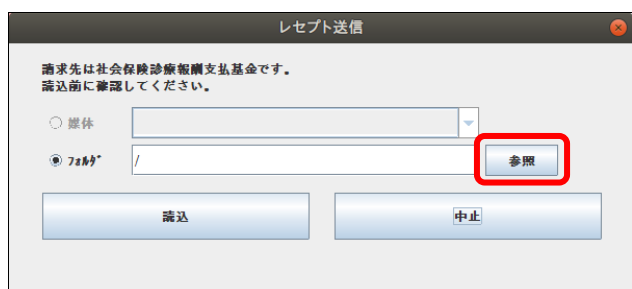 レセプト送信
請求先は社会保険診療報酬支払基金です。
読込前に確認してください。
媒体
ﾌｫﾙﾀﾞ
/
参照
読込
中止